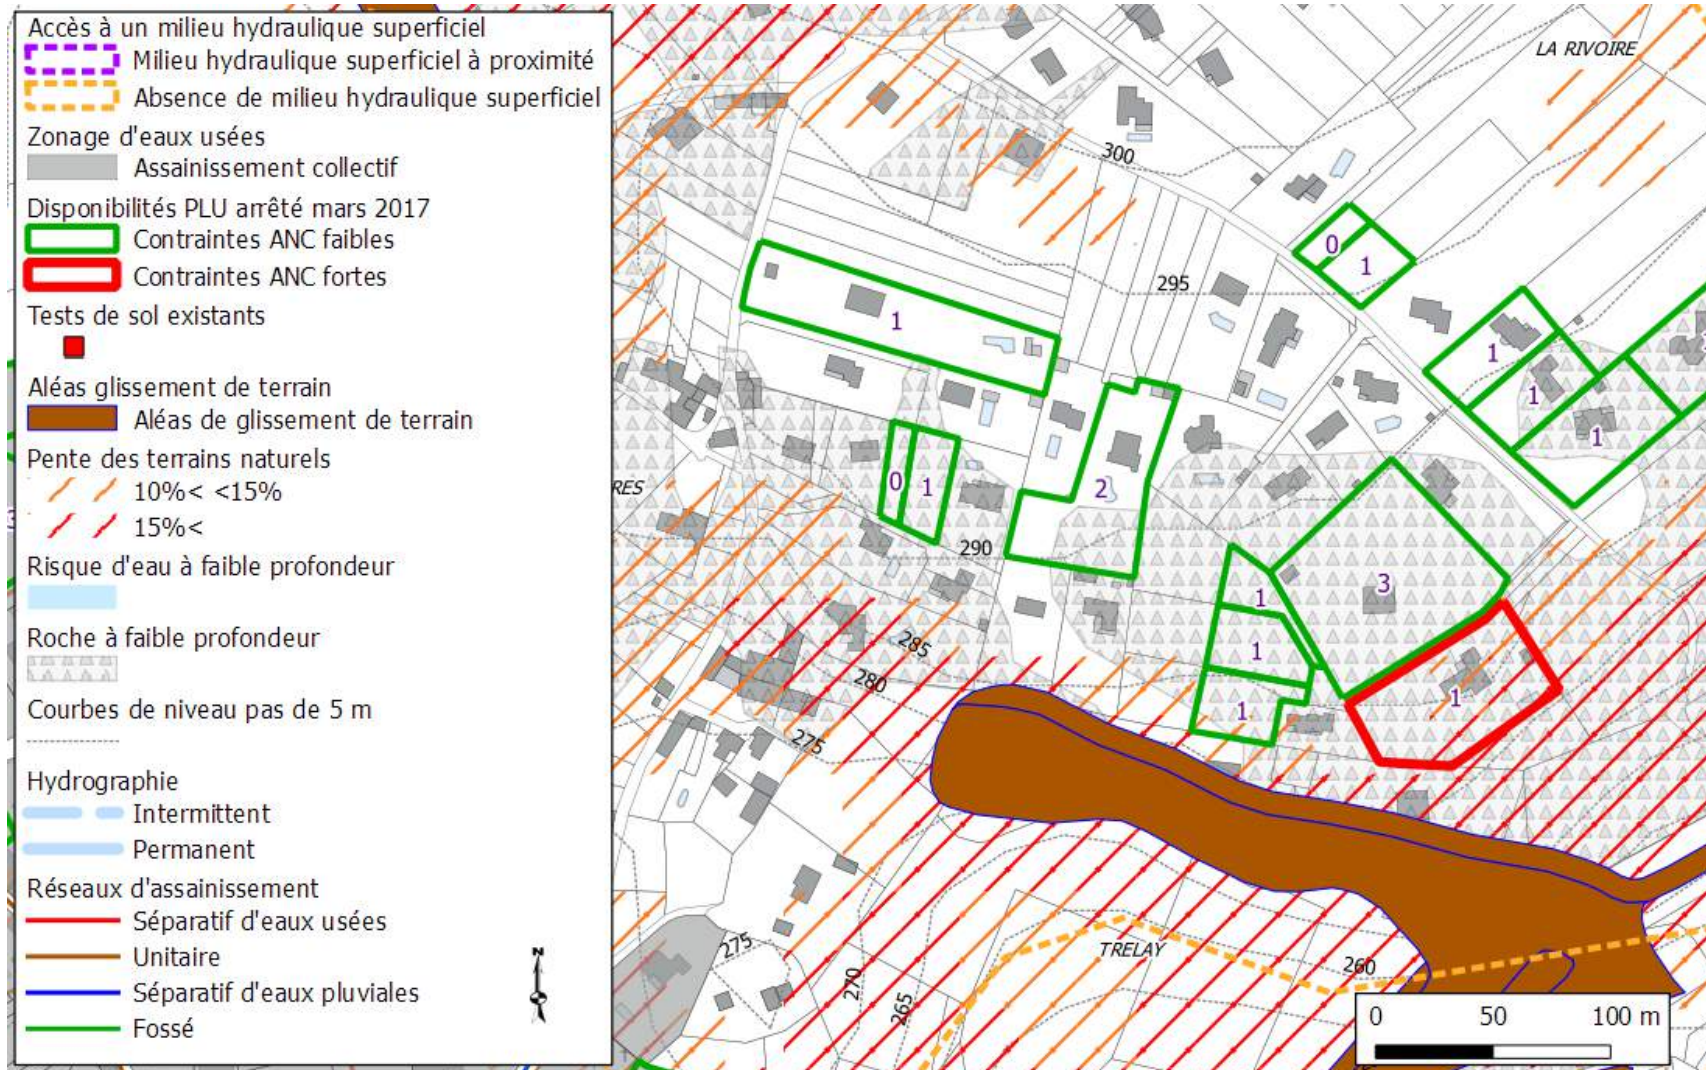 Accès à un milieu hydraulique superficiel
Milieu hydraulique superficiel à proximité
Absence de milieu hydraulique superficiel
Zonage d'eaux usées
Assainissement collectif
Disponibilités PLU arrêté mars 2017
Contraintes ANC faibles
Contraintes ANC fortes
Tests de sol existants
Aléas glissement de terrain
Aléas de glissement de terrain
Pente des terrains naturels
10%< <15%
15%<
Risque d'eau à faible profondeur
Roche à faible profondeur
Courbes de niveau pas de 5 m
Hydrographie
Intermittent
Permanent
Réseaux d'assainissement
Séparatif d'eaux usées
Unitaire
Séparatif d'eaux pluviales
Fossé
N
LA RIVOIRE
300
0
1
295
1
1
1
1
2
0
1
RES
290
3
1
1
1
1
285
280
275
275
270
265
TRELAY
260
0 50 100 m